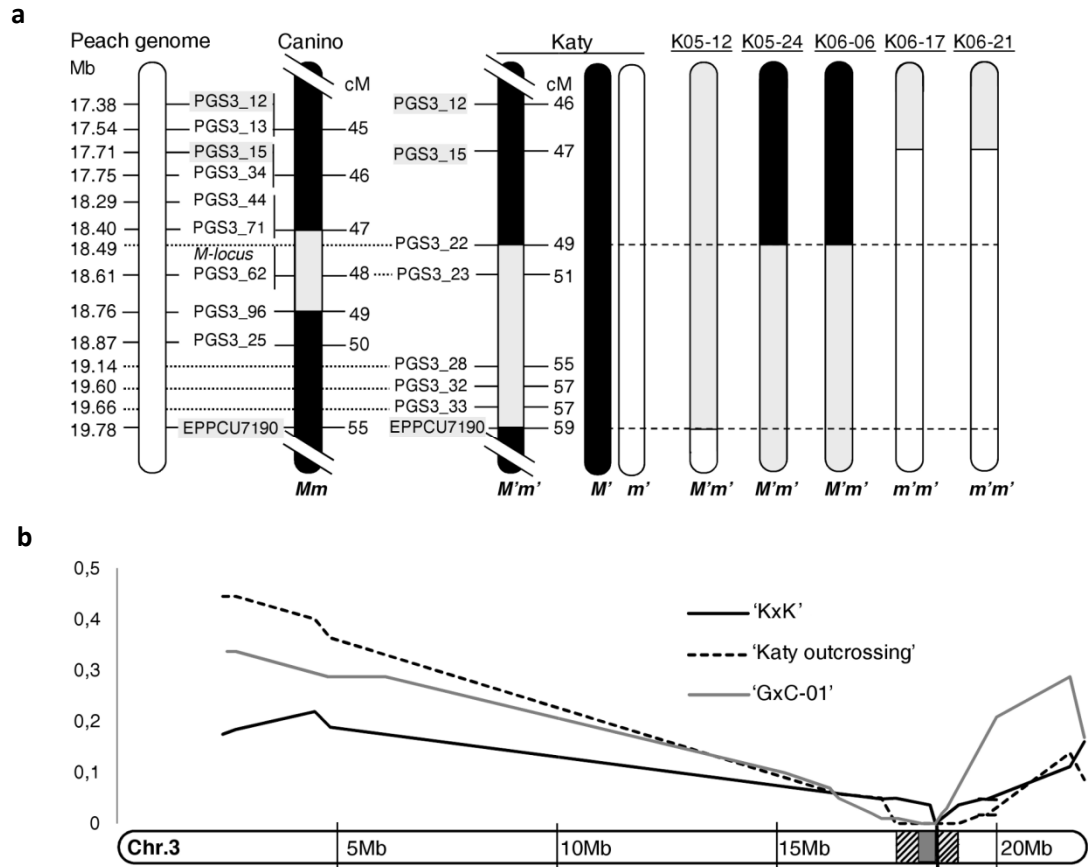 a
Peach genome Canino Katy K05-12 K05-24 K06-06 K06-17 K06-21
Mb cM cM
17.38 PGS3_12 PGS3_12 46
17.54 PGS3_13 45
17.71 PGS3_15 PGS3_15 47
17.75 PGS3_34 46
18.29 PGS3_44
18.40 PGS3_71 47
18.49 PGS3_22 49
M-locus
18.61 PGS3_62 48 PGS3_23 51
18.76 PGS3_96 49
18.87 PGS3_25 50
19.14 PGS3_28 55
19.60 PGS3_32 57
19.66 PGS3_33 57
19.78 EPPCU7190 55 EPPCU7190 59
Mm M'm' M' m' M'm' M'm' M'm' m'm' m'm'
b
0,5
0,4
0,3
0,2
0,1
0
'KxK'
'Katy outcrossing'
'GxC-01'
Chr.3 5Mb 10Mb 15Mb 20Mb